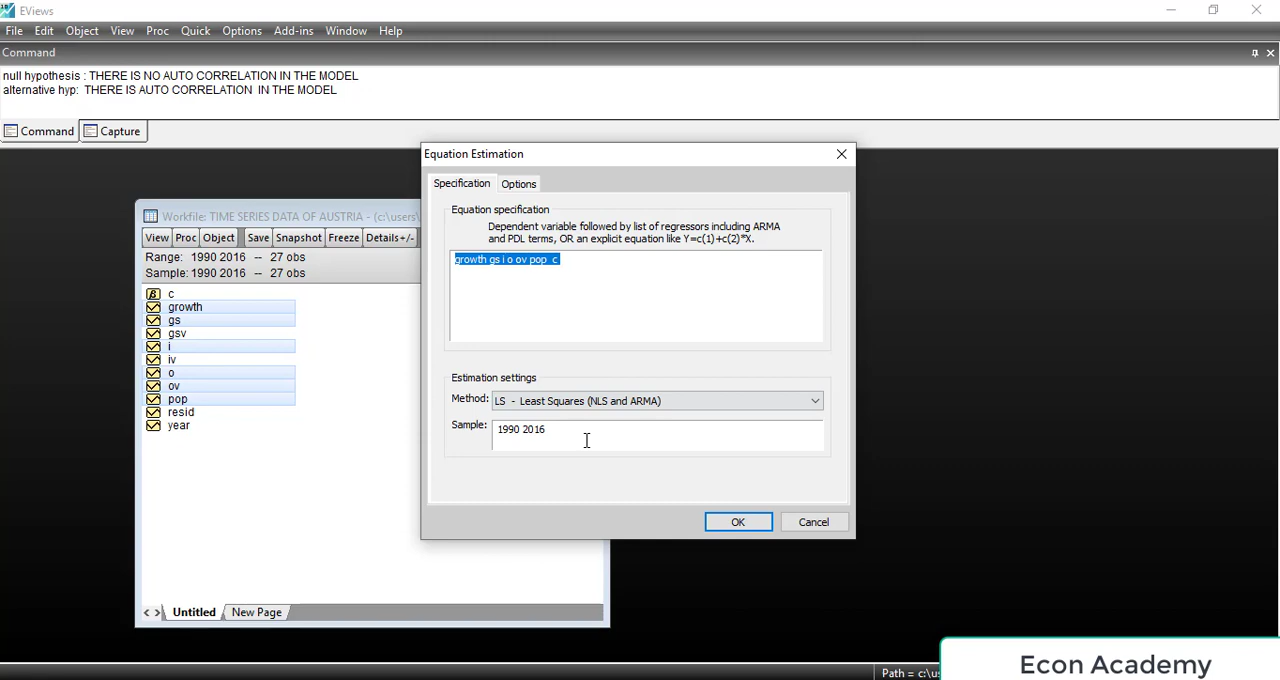 EViews
File Edit Object View Proc Quick Options Add-ins Window Help
Command
null hypothesis : THERE IS NO AUTO CORRELATION IN THE MODEL
alternative hyp: THERE IS AUTO CORRELATION IN THE MODEL
Command Capture
Workfile: TIME SERIES DATA OF AUSTRIA - (c:\users\
View Proc Object Save Snapshot Freeze Details+/-
Range: 1990 2016 -- 27 obs
Sample: 1990 2016 -- 27 obs
c
growth
gs
gsv
i
iv
o
ov
pop
resid
year
Untitled New Page
Equation Estimation
Specification Options
Equation specification
Dependent variable followed by list of regressors including ARMA
and PDL terms, OR an explicit equation like Y=c(1)+c(2)*X.
growth gs i o ov pop c
Estimation settings
Method: LS - Least Squares (NLS and ARMA)
Sample: 1990 2016
OK Cancel
Path = c:\us
Econ Academy